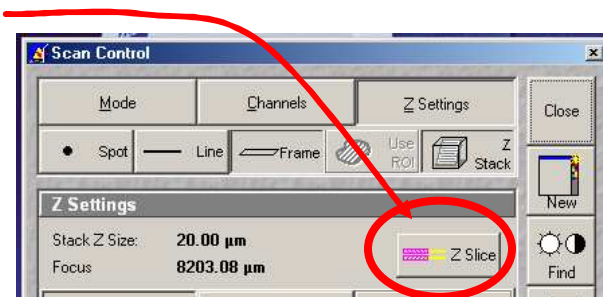 Scan Control
Mode Channels Z Settings Close
Spot Line Frame Use ROI Z Stack
New
Z Settings
Stack Z Size: 20.00 µm
Focus 8203.08 µm
Z Slice
Find